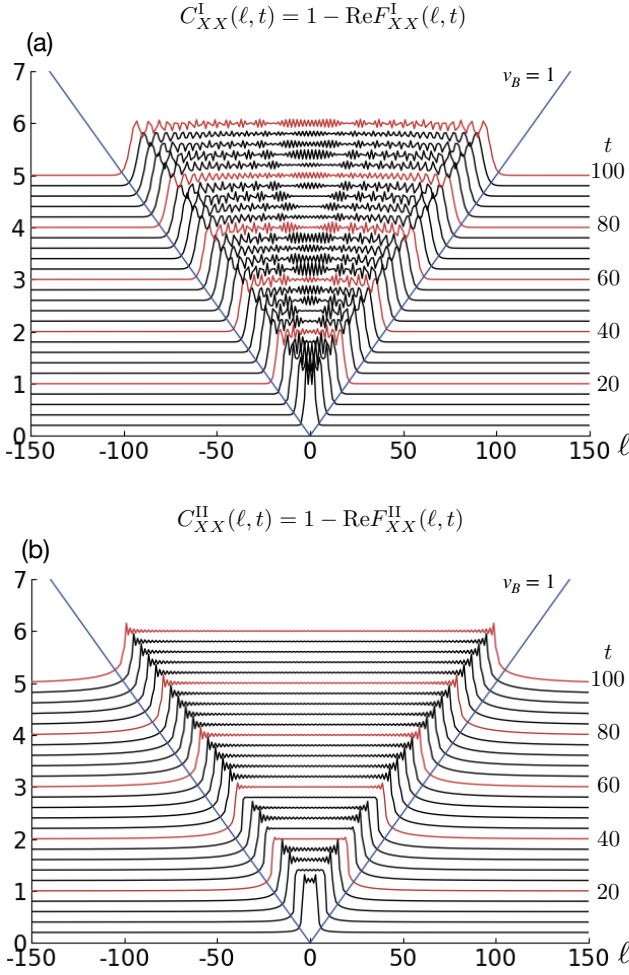 C^I_{XX}(ℓ, t) = 1 − ReF^I_{XX}(ℓ, t)
(a)
7
v_B = 1
6
t
5
100
4
80
3
60
2
40
1
20
0
-150 -100 -50 0 50 100 150 ℓ
C^{II}_{XX}(ℓ, t) = 1 − ReF^{II}_{XX}(ℓ, t)
(b)
7
v_B = 1
6
t
5
100
4
80
3
60
2
40
1
20
0
-150 -100 -50 0 50 100 150 ℓ